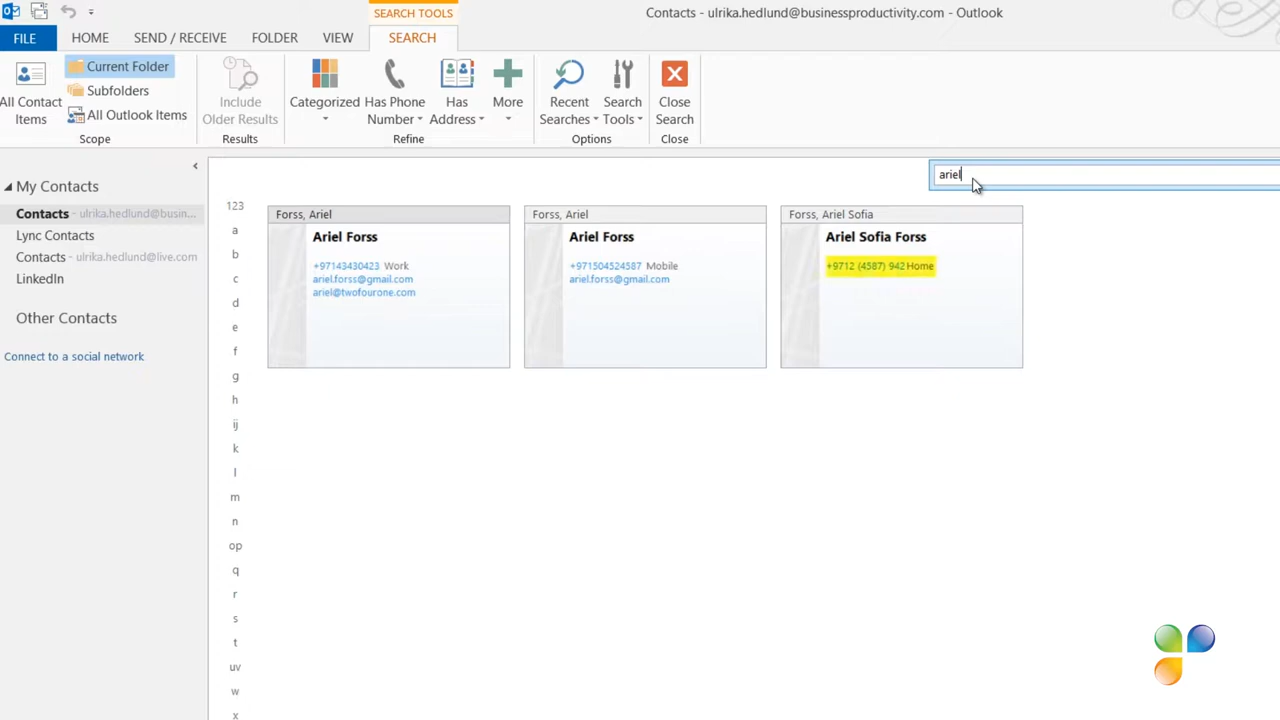 SEARCH TOOLS
Contacts - ulrika.hedlund@businessproductivity.com - Outlook
FILE HOME SEND / RECEIVE FOLDER VIEW SEARCH
All Contact Items
Current Folder
Subfolders
All Outlook Items
Scope
Include Older Results
Results
Categorized
Has Phone Number
Has Address
More
Refine
Recent Searches
Search Tools
Options
Close Search
Close
ariel
My Contacts
Contacts - ulrika.hedlund@busin...
Lync Contacts
Contacts - ulrika.hedlund@live.com
LinkedIn
Other Contacts
Connect to a social network
123
a
b
c
d
e
f
g
h
ij
k
l
m
n
op
q
r
s
t
uv
w
x
Forss, Ariel
Ariel Forss
+97143430423 Work
ariel.forss@gmail.com
ariel@twofourone.com
Forss, Ariel
Ariel Forss
+971504524587 Mobile
ariel.forss@gmail.com
Forss, Ariel Sofia
Ariel Sofia Forss
+9712 (4587) 942 Home